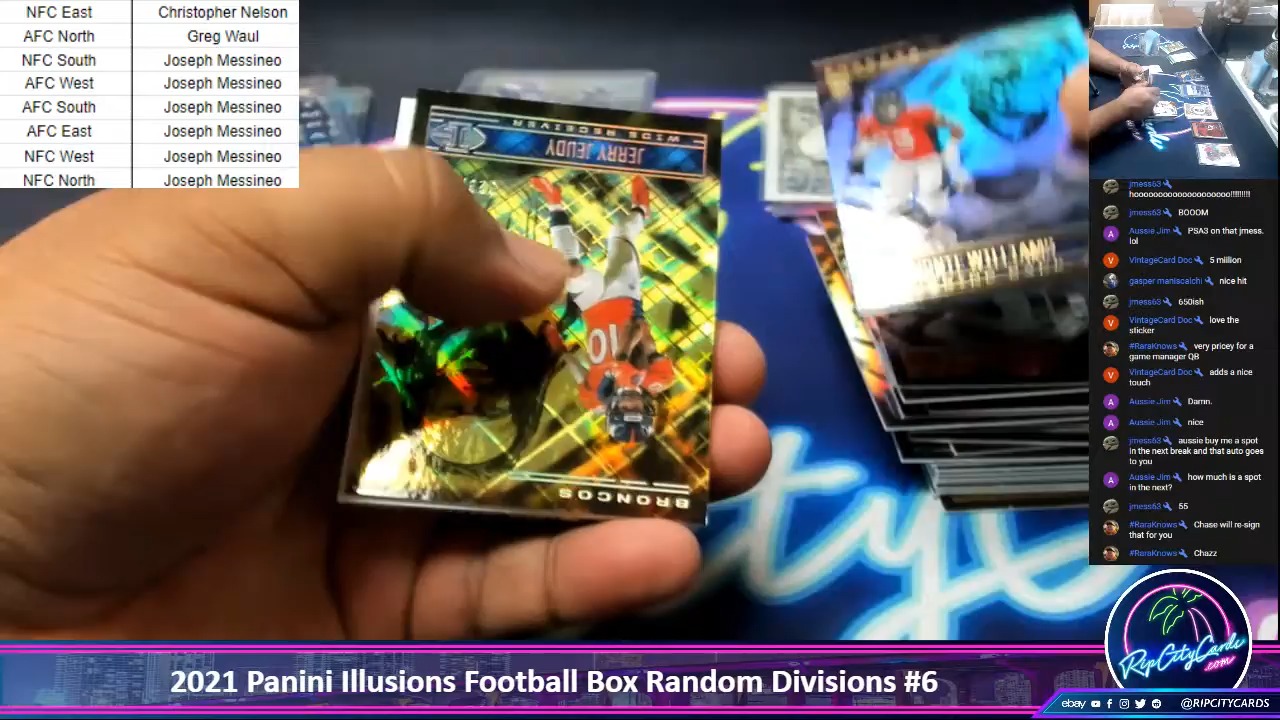 NFC East Christopher Nelson
AFC North Greg Waul
NFC South Joseph Messineo
AFC West Joseph Messineo
AFC South Joseph Messineo
AFC East Joseph Messineo
NFC West Joseph Messineo
NFC North Joseph Messineo
WIDE RECEIVER
JERRY JEUDY
10
BRONCOS
WILLIAMS
jmess63
hooooooooooooooooooo!!!!!!!!!
jmess63 BOOOM
Aussie Jim PSA3 on that jmess.
lol
VintageCard Doc 5 million
gasper maniscalchi nice hit
jmess63 650ish
VintageCard Doc love the
sticker
#RaraKnows very pricey for a
game manager QB
VintageCard Doc adds a nice
touch
Aussie Jim Damn.
Aussie Jim nice
jmess63 aussie buy me a spot
in the next break and that auto goes
to you
Aussie Jim how much is a spot
in the next?
jmess63 55
#RaraKnows Chase will re-sign
that for you
#RaraKnows Chazz
RipCityCards
.com
2021 Panini Illusions Football Box Random Divisions #6
ebay @RIPCITYCARDS